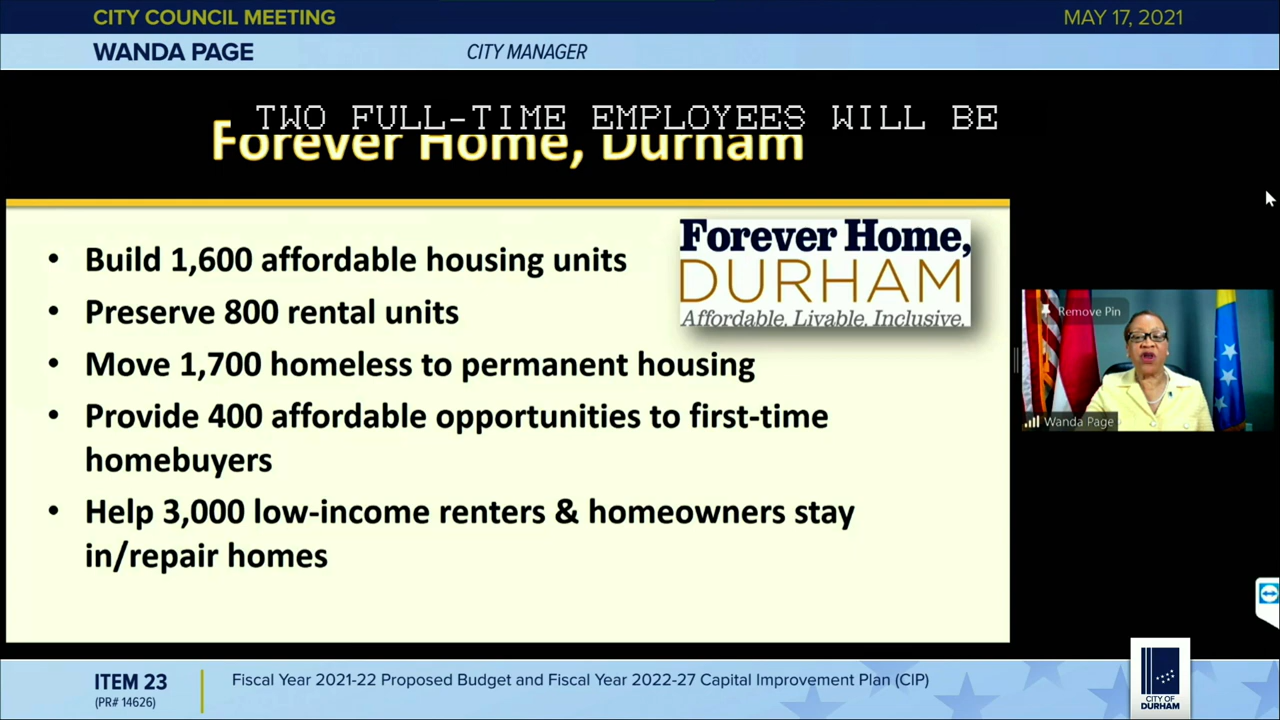 CITY COUNCIL MEETING
MAY 17, 2021
WANDA PAGE
CITY MANAGER
TWO FULL-TIME EMPLOYEES WILL BE
Forever Home, Durham
Forever Home,
DURHAM
Affordable. Livable. Inclusive.
• Build 1,600 affordable housing units
• Preserve 800 rental units
• Move 1,700 homeless to permanent housing
• Provide 400 affordable opportunities to first-time
homebuyers
• Help 3,000 low-income renters & homeowners stay
in/repair homes
Remove Pin
Wanda Page
ITEM 23
(PR# 14626)
Fiscal Year 2021-22 Proposed Budget and Fiscal Year 2022-27 Capital Improvement Plan (CIP)
CITY OF
DURHAM